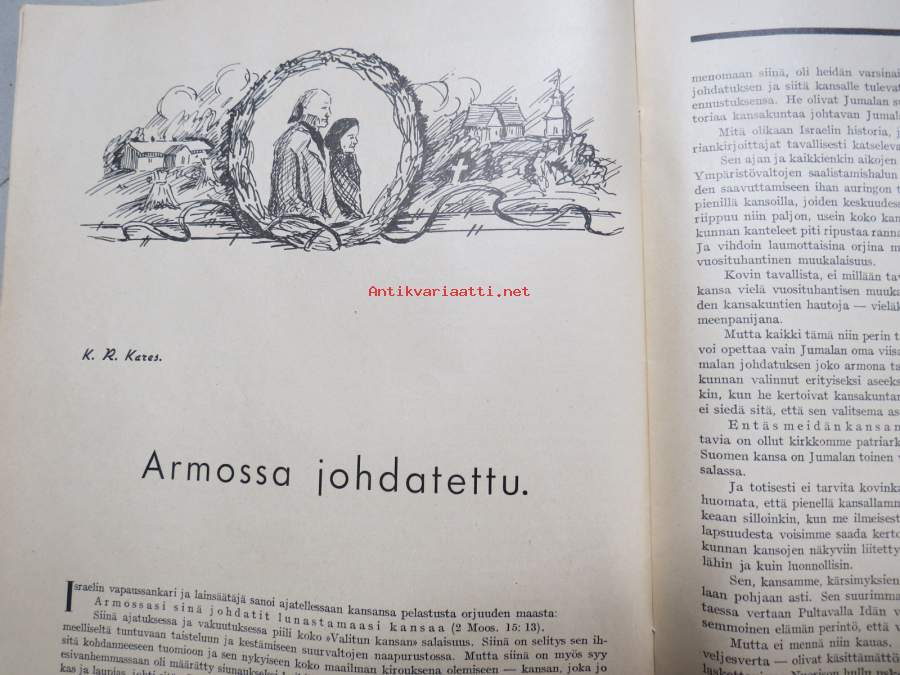 Antikvariaatti.net
K. R. Kares.
Armossa johdatettu.
Israelin vapaussankari ja lainsäätäjä sanoi ajatellessaan kansansa pelastusta orjuuden maasta:
Armossasi sinä johdatit lunastamaasi kansaa (2 Moos. 15: 13).
Siinä ajatuksessa ja vakuutuksessa piili koko »Valitun kansan» salaisuus. Siinä on selitys sen ih-
meelliseltä tuntuvaan taisteluun ja kestämiseen suurvaltojen naapurustossa. Mutta siinä on myös syy
sitä kohdanneeseen tuomioon ja sen nykyiseen koko maailman kirouksena olemiseen — kansan, joka jo
esivanhemmassaan oli määrätty
menomaan siinä, oli heidän varsinai
johdatuksen ja siitä kansalle tulevat
ennustuksensa. He olivat Jumalan su
toriaa kansakuntaa johtavan Jumal
Mitä olikaan Israelin historia, j
riankirjoittajat tavallisesti katseleva
Sen ajan ja kaikkienkin aikojen
Ympäristövaltojen saalistamishalun
den saavuttamiseen ihan auringon t
pienillä kansoilla, joiden keskuudess
riippuu niin paljon, usein koko kan
kunnan kanteleet piti ripustaa ranna
Ja vihdoin laumottaisina orjina m
vuosituhantinen muukalaisuus.
Kovin tavallista, ei millään tav
kansa vielä vuosituhantisen muuka
den kansakuntien hautoja — vieläk
meenpanijana.
Mutta kaikki tämä niin perin t
voi opettaa vain Jumalan oma viisa
malan johdatuksen joko armona ta
kunnan valinnut erityiseksi aseeks
kin, kun he kertoivat kansakuntan
ei siedä sitä, että sen valitsema as
Entäs meidän kansan
tavia on ollut kirkkomme patriark
Suomen kansa on Jumalan toinen v
salassa.
Ja totisesti ei tarvita kovinka
huomata, että pienellä kansallamm
keaan silloinkin, kun me ilmeisest
lapsuudesta voisimme saada kerto
kunnan kansojen näkyviin liitetty
lähin ja kuin luonnollisin.
Sen, kansamme, kärsimyksien
laan pohjaan asti. Sen suurimma
taessa vertaan Pultavalla Idän v
semmoinen elämän perintö, että v
Mutta ei mennä niin kauas.
veljesverta — olivat käsittämättö